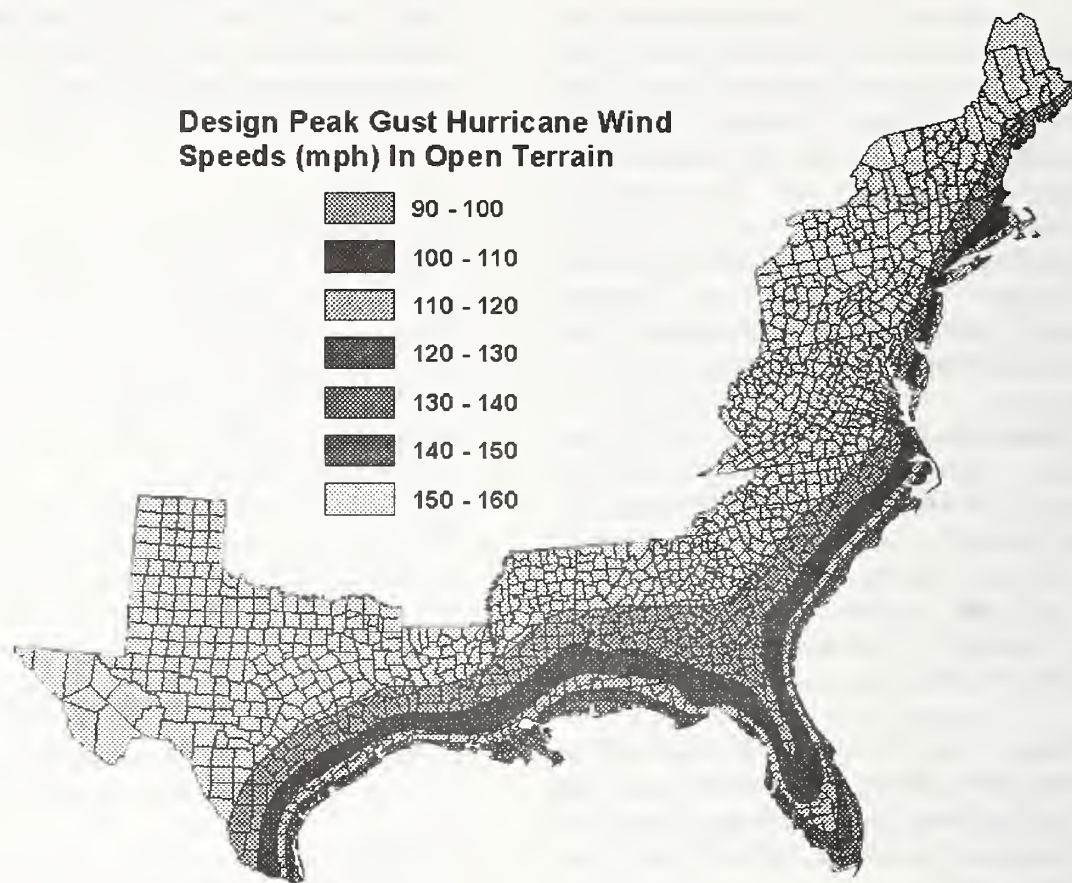 Design Peak Gust Hurricane Wind
Speeds (mph) In Open Terrain
90 - 100
100 - 110
110 - 120
120 - 130
130 - 140
140 - 150
150 - 160